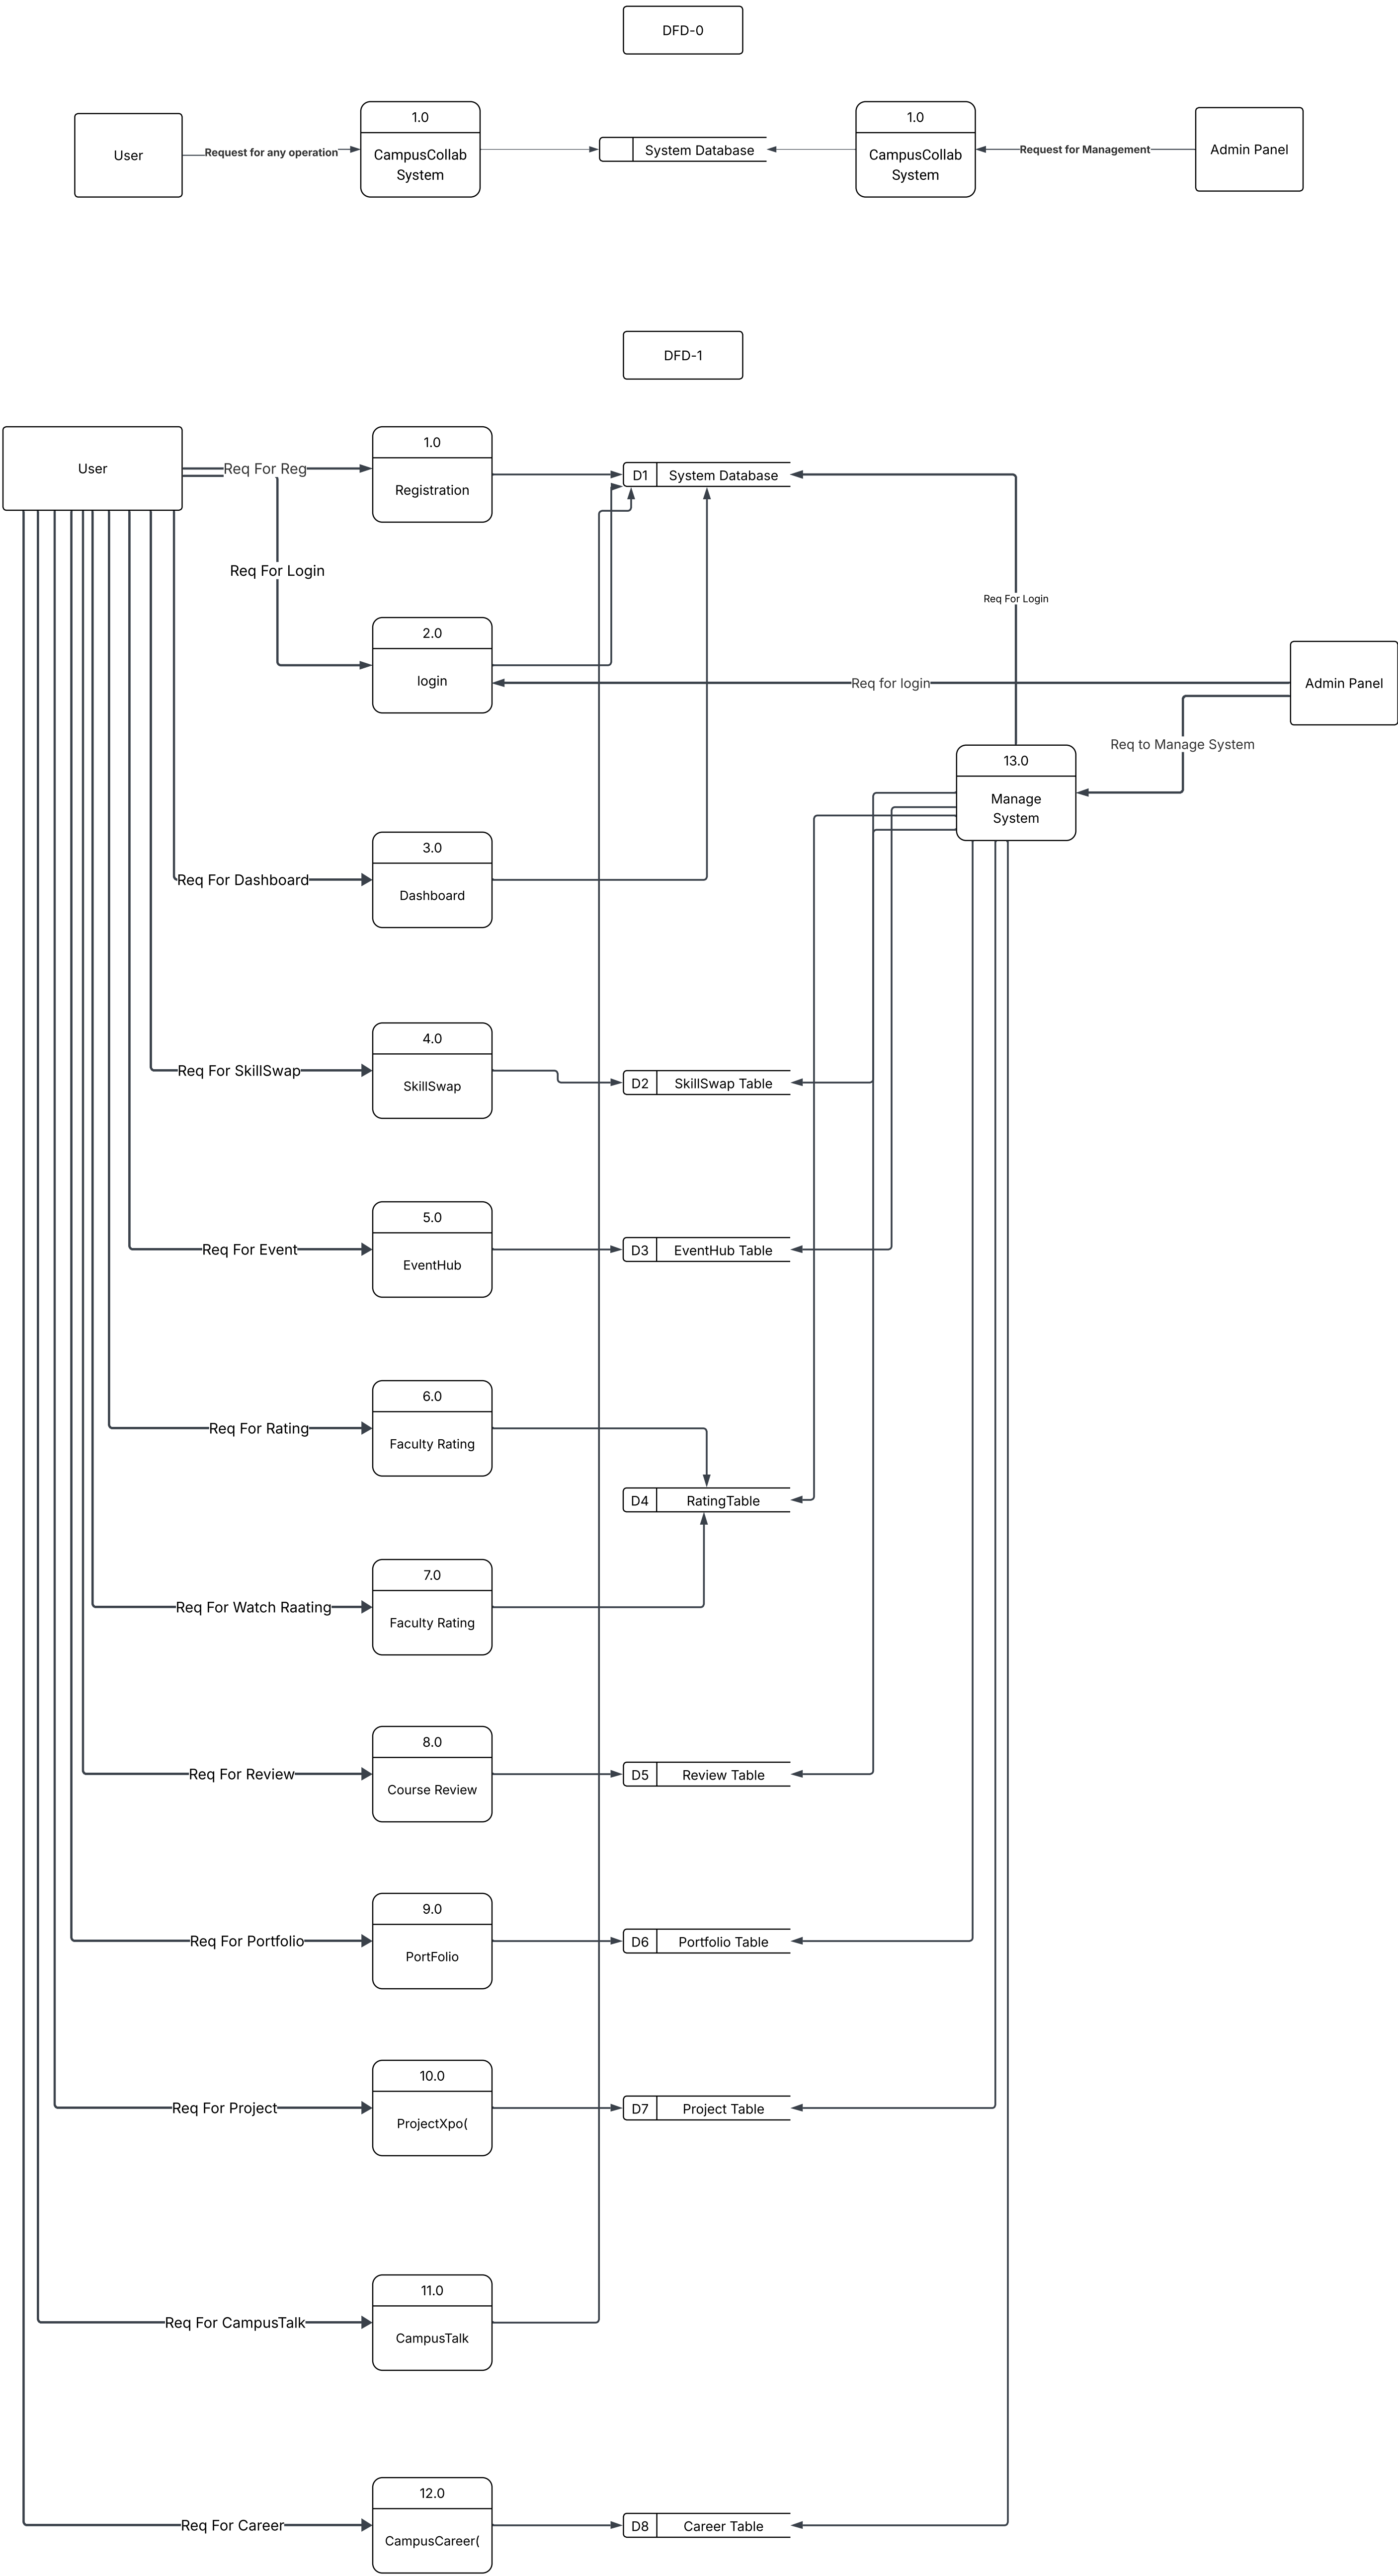 DFD-0
1.0
1.0
User
Request for any operation
CampusCollab
System
System Database
CampusCollab
System
Request for Management
Admin Panel
DFD-1
User
Req For Reg
1.0
Registration
D1
System Database
Req For Login
Req For Login
2.0
login
Req for login
Admin Panel
Req to Manage System
13.0
Manage
System
3.0
Req For Dashboard
Dashboard
4.0
Req For SkillSwap
SkillSwap
D2
SkillSwap Table
5.0
Req For Event
EventHub
D3
EventHub Table
6.0
Req For Rating
Faculty Rating
D4
RatingTable
7.0
Req For Watch Raating
Faculty Rating
8.0
Req For Review
Course Review
D5
Review Table
9.0
Req For Portfolio
PortFolio
D6
Portfolio Table
10.0
Req For Project
ProjectXpo(
D7
Project Table
11.0
Req For CampusTalk
CampusTalk
12.0
Req For Career
CampusCareer(
D8
Career Table